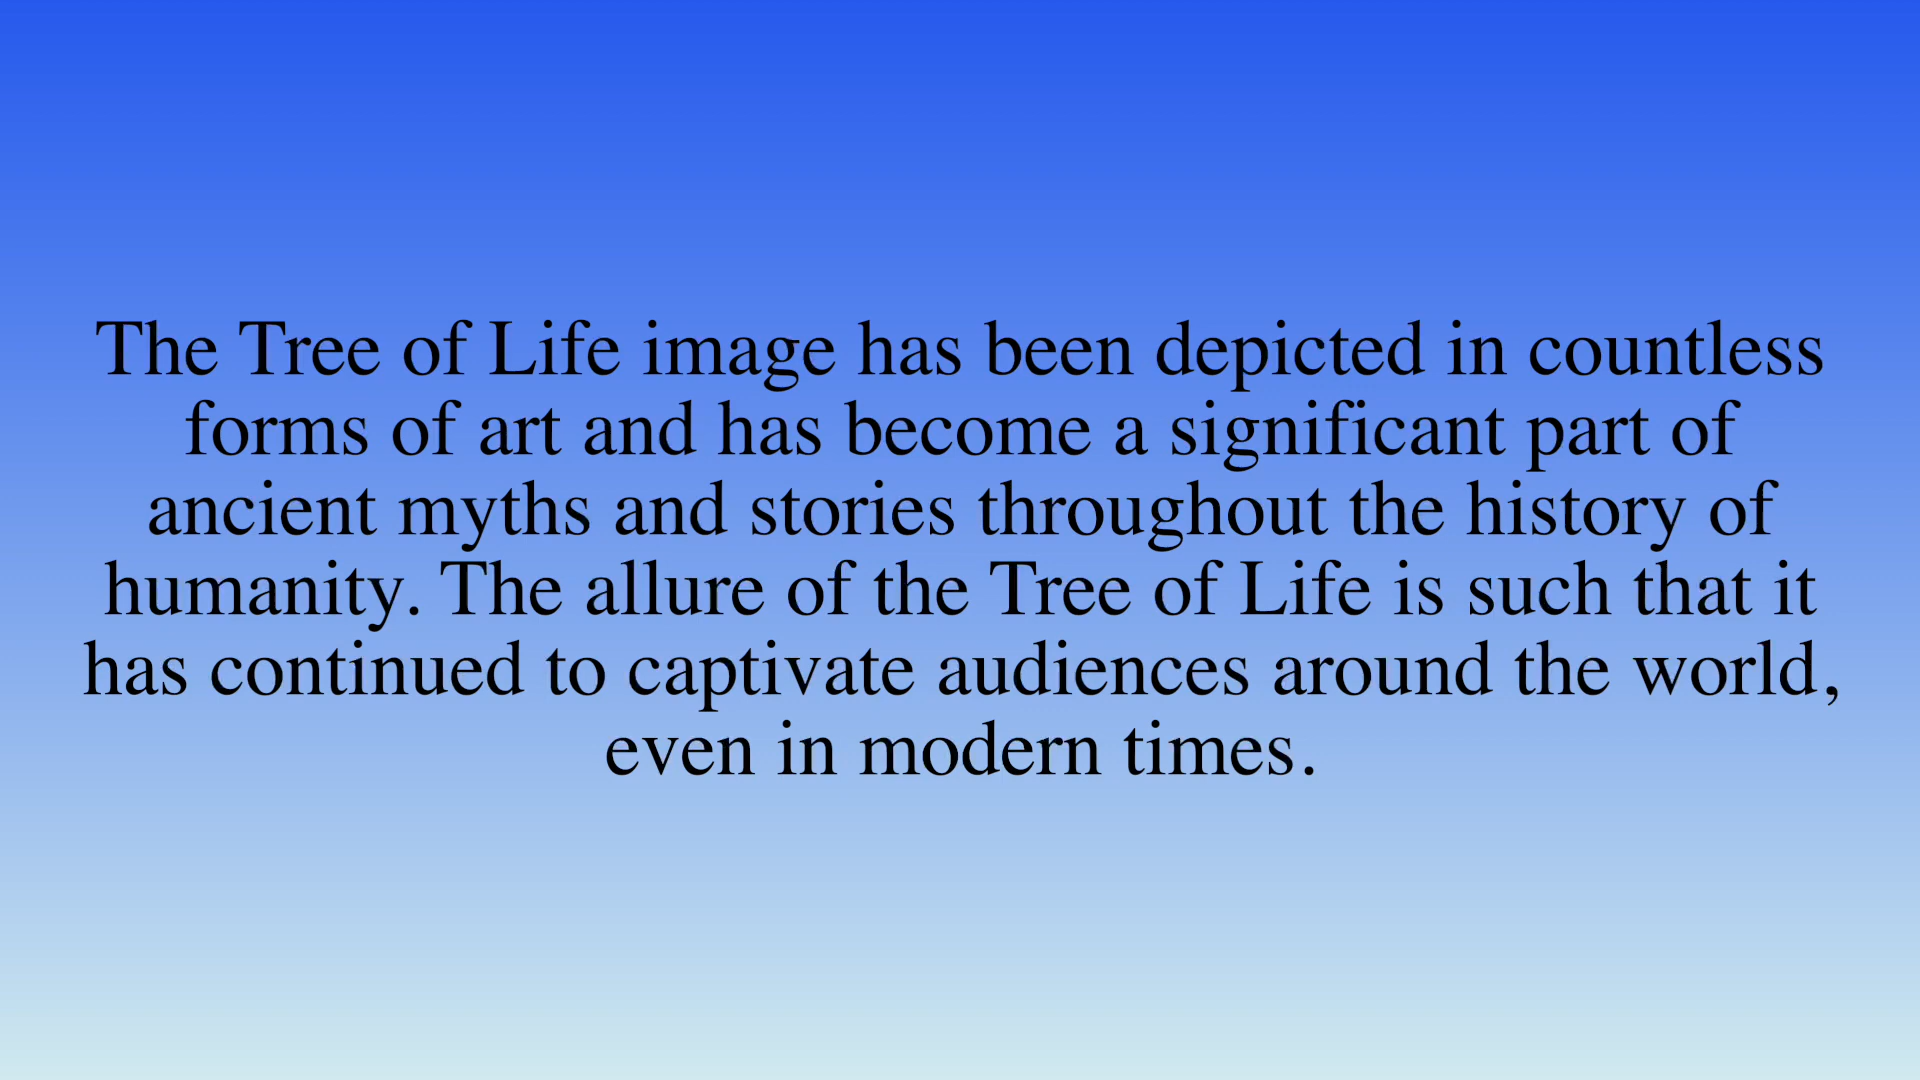 The Tree of Life image has been depicted in countless
forms of art and has become a significant part of
ancient myths and stories throughout the history of
humanity. The allure of the Tree of Life is such that it
has continued to captivate audiences around the world,
even in modern times.